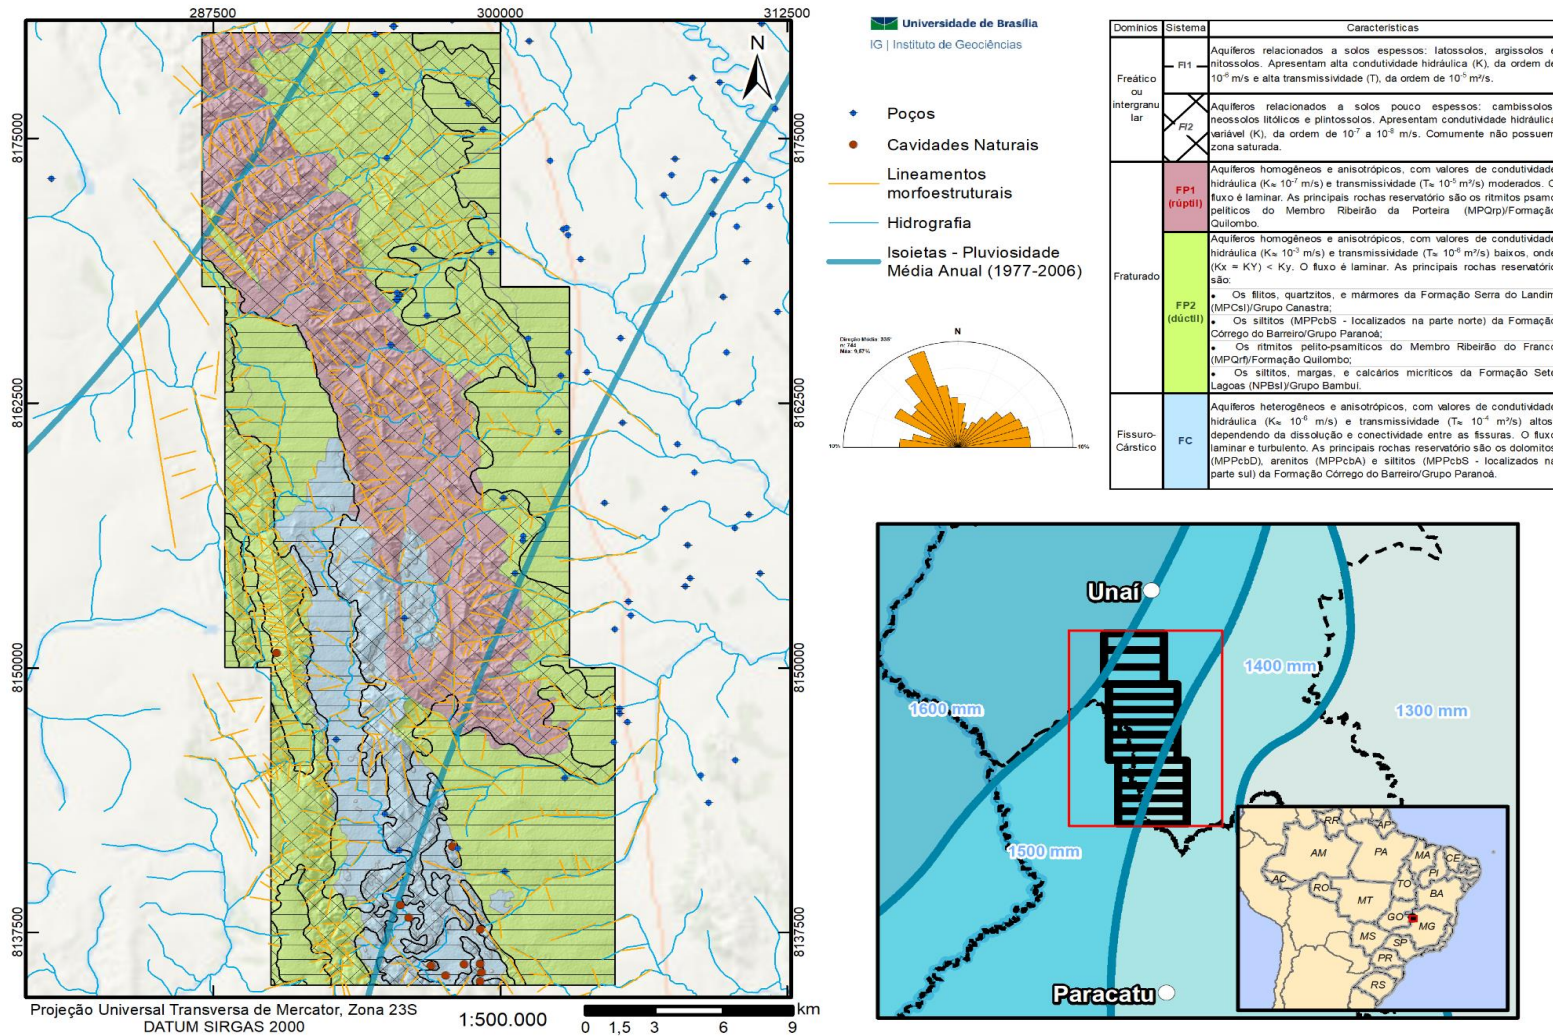 287500
300000
312500
8175000
8162500
8150000
8137500
8175000
8162500
8150000
8137500
N
Projeção Universal Transversa de Mercator, Zona 23S
DATUM SIRGAS 2000
1:500.000
km
0 1,5 3 6 9
Universidade de Brasília
IG | Instituto de Geociências
Poços
Cavidades Naturais
Lineamentos
morfoestruturais
Hidrografia
Isoietas - Pluviosidade
Média Anual (1977-2006)
N
Direção Média: 335°
n: 744
Máx: 9,57%
10%
10%
Domínios Sistema Características
Freático
ou
intergranu
lar
FI1
Aquíferos relacionados a solos espessos: latossolos, argissolos e
nitossolos. Apresentam alta condutividade hidráulica (K), da ordem de
10⁻⁶ m/s e alta transmissividade (T), da ordem de 10⁻⁵ m²/s.
FI2
Aquíferos relacionados a solos pouco espessos: cambissolos
neossolos litólicos e plintossolos. Apresentam condutividade hidráulica
variável (K), da ordem de 10⁻⁷ a 10⁻⁸ m/s. Comumente não possuem
zona saturada.
Fraturado
FP1
(rúptil)
Aquíferos homogêneos e anisotrópicos, com valores de condutividade
hidráulica (K≈ 10⁻⁷ m/s) e transmissividade (T≈ 10⁻⁵ m²/s) moderados. O
fluxo é laminar. As principais rochas reservatório são os ritmitos psamo
pelíticos do Membro Ribeirão da Porteira (MPQrp)/Formação
Quilombo.
FP2
(dúctil)
Aquíferos homogêneos e anisotrópicos, com valores de condutividade
hidráulica (K≈ 10⁻³ m/s) e transmissividade (T≈ 10⁻⁶ m²/s) baixos, onde
(Kx = KY) < Ky. O fluxo é laminar. As principais rochas reservatório
são:
• Os filitos, quartzitos, e mármores da Formação Serra do Landim
(MPCsl)/Grupo Canastra;
• Os siltitos (MPPcbS - localizados na parte norte) da Formação
Córrego do Barreiro/Grupo Paranoá;
• Os ritmitos pelito-psamíticos do Membro Ribeirão do Franco
(MPQrf)/Formação Quilombo;
• Os siltitos, margas, e calcários micríticos da Formação Sete
Lagoas (NPBsl)/Grupo Bambuí.
Fissuro-
Cárstico
FC
Aquíferos heterogêneos e anisotrópicos, com valores de condutividade
hidráulica (K≈ 10⁻⁶ m/s) e transmissividade (T≈ 10⁻⁴ m²/s) altos
dependendo da dissolução e conectividade entre as fissuras. O fluxo
laminar e turbulento. As principais rochas reservatório são os dolomitos
(MPPcbD), arenitos (MPPcbA) e siltitos (MPPcbS - localizados na
parte sul) da Formação Córrego do Barreiro/Grupo Paranoá.
Unaí
1400 mm
1600 mm
1300 mm
1500 mm
Paracatu
RR
AP
AM
PA
MA
CE
PI
AC
RO
TO
BA
MT
GO
MG
MS
SP
PR
RS